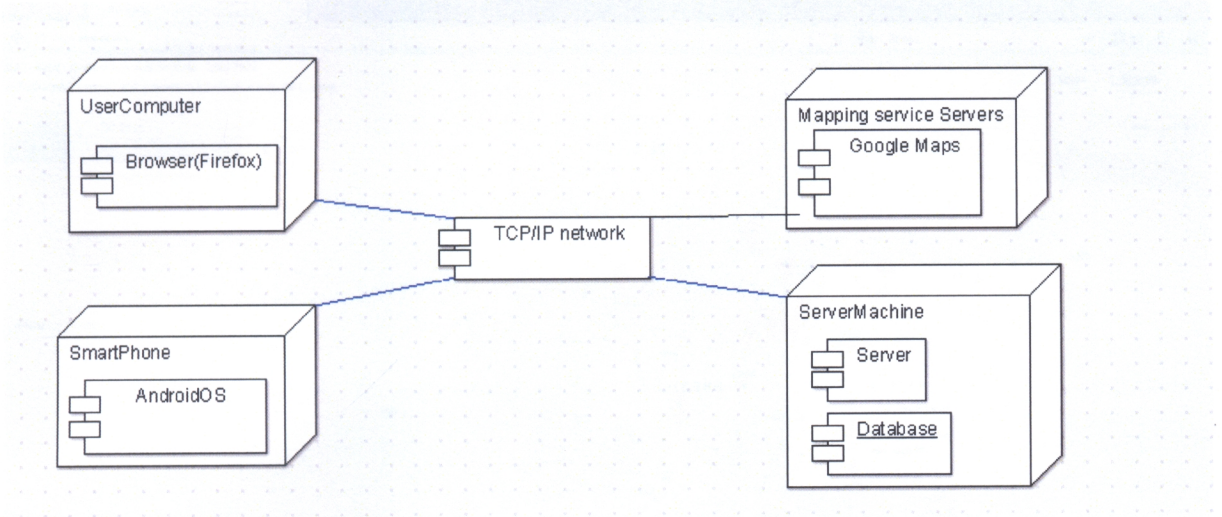 UserComputer
Browser(Firefox)
Mapping service Servers
Google Maps
TCP/IP network
SmartPhone
AndroidOS
ServerMachine
Server
Database